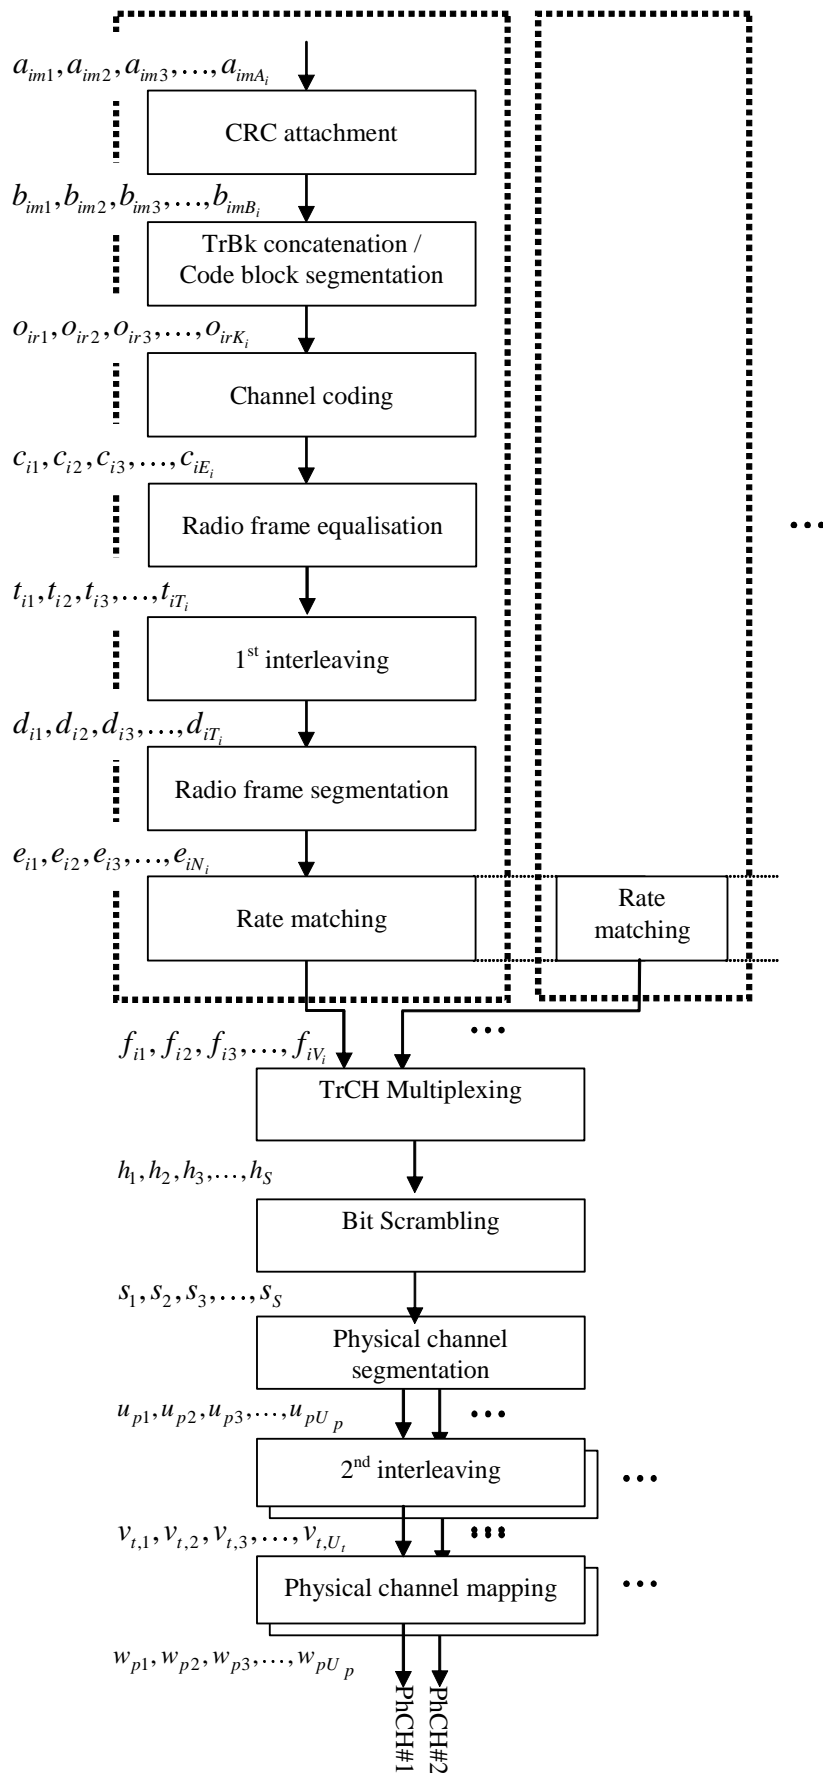 a_{im1}, a_{im2}, a_{im3}, …, a_{imA_i}
CRC attachment
b_{im1}, b_{im2}, b_{im3}, …, b_{imB_i}
TrBk concatenation /
Code block segmentation
o_{ir1}, o_{ir2}, o_{ir3}, …, o_{irK_i}
Channel coding
c_{i1}, c_{i2}, c_{i3}, …, c_{iE_i}
Radio frame equalisation
…
t_{i1}, t_{i2}, t_{i3}, …, t_{iT_i}
1^{st} interleaving
d_{i1}, d_{i2}, d_{i3}, …, d_{iT_i}
Radio frame segmentation
e_{i1}, e_{i2}, e_{i3}, …, e_{iN_i}
Rate matching
Rate
matching
…
f_{i1}, f_{i2}, f_{i3}, …, f_{iV_i}
TrCH Multiplexing
h_1, h_2, h_3, …, h_S
Bit Scrambling
s_1, s_2, s_3, …, s_S
Physical channel
segmentation
u_{p1}, u_{p2}, u_{p3}, …, u_{pU_p}
…
2^{nd} interleaving
…
v_{t,1}, v_{t,2}, v_{t,3}, …, v_{t,U_t}
…
Physical channel mapping
…
w_{p1}, w_{p2}, w_{p3}, …, w_{pU_p}
PhCH#1
PhCH#2